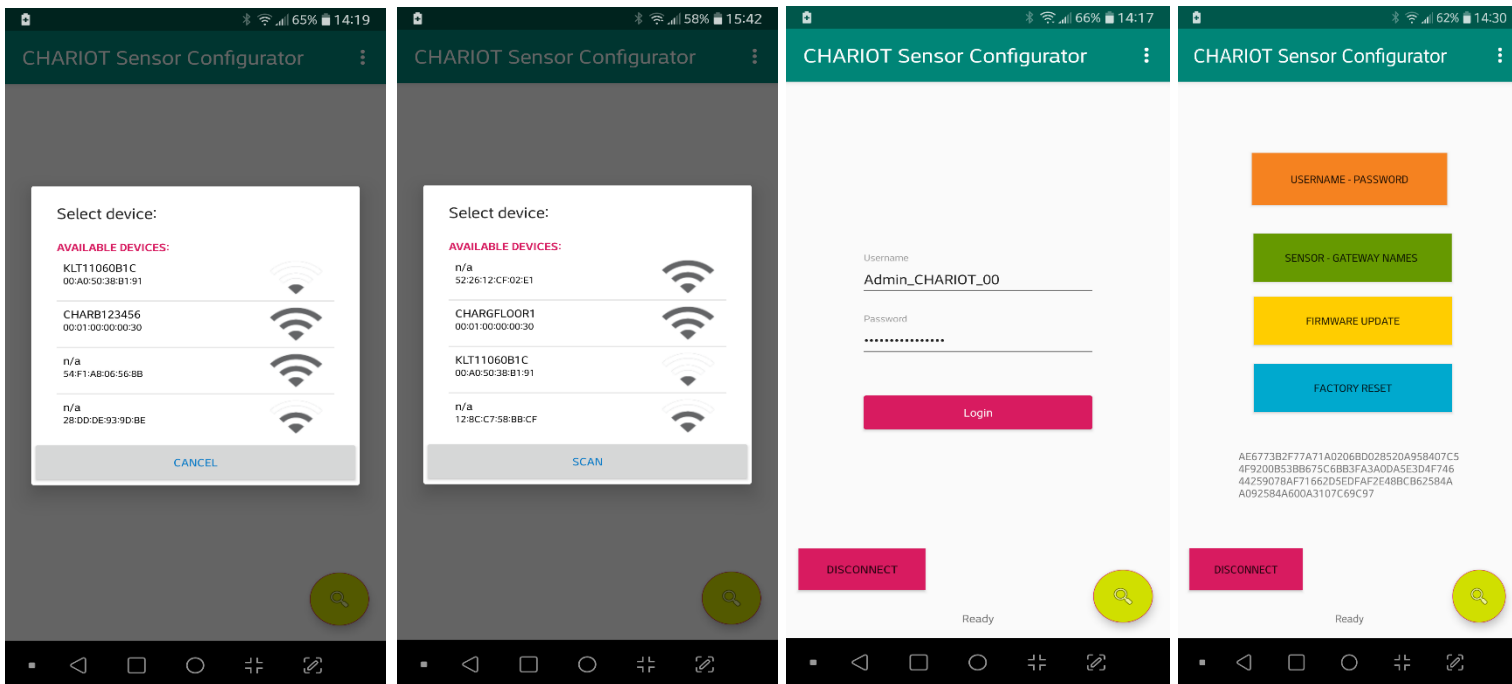 65% 14:19
CHARIOT Sensor Configurator
Select device:
AVAILABLE DEVICES:
KLT11060B1C
00:A0:50:38:B1:91
CHARB123456
00:01:00:00:00:30
n/a
54:F1:AB:06:56:8B
n/a
28:DD:DE:93:9D:BE
CANCEL
58% 15:42
CHARIOT Sensor Configurator
Select device:
AVAILABLE DEVICES:
n/a
52:26:12:CF:02:E1
CHARGFLOOR1
00:01:00:00:00:30
KLT11060B1C
00:A0:50:38:B1:91
n/a
12:8C:C7:58:BB:CF
SCAN
66% 14:17
CHARIOT Sensor Configurator
Username
Admin_CHARIOT_00
Password
••••••••••••••••
Login
DISCONNECT
Ready
62% 14:30
CHARIOT Sensor Configurator
USERNAME - PASSWORD
SENSOR - GATEWAY NAMES
FIRMWARE UPDATE
FACTORY RESET
AE6773B2F77A71A0206BD028520A958407C5
4F9200B53BB675C6BB3FA3A0DA5E3D4F746
44259078AF71662D5EDFAF2E48BCB62584A
A092584A600A3107C69C97
DISCONNECT
Ready